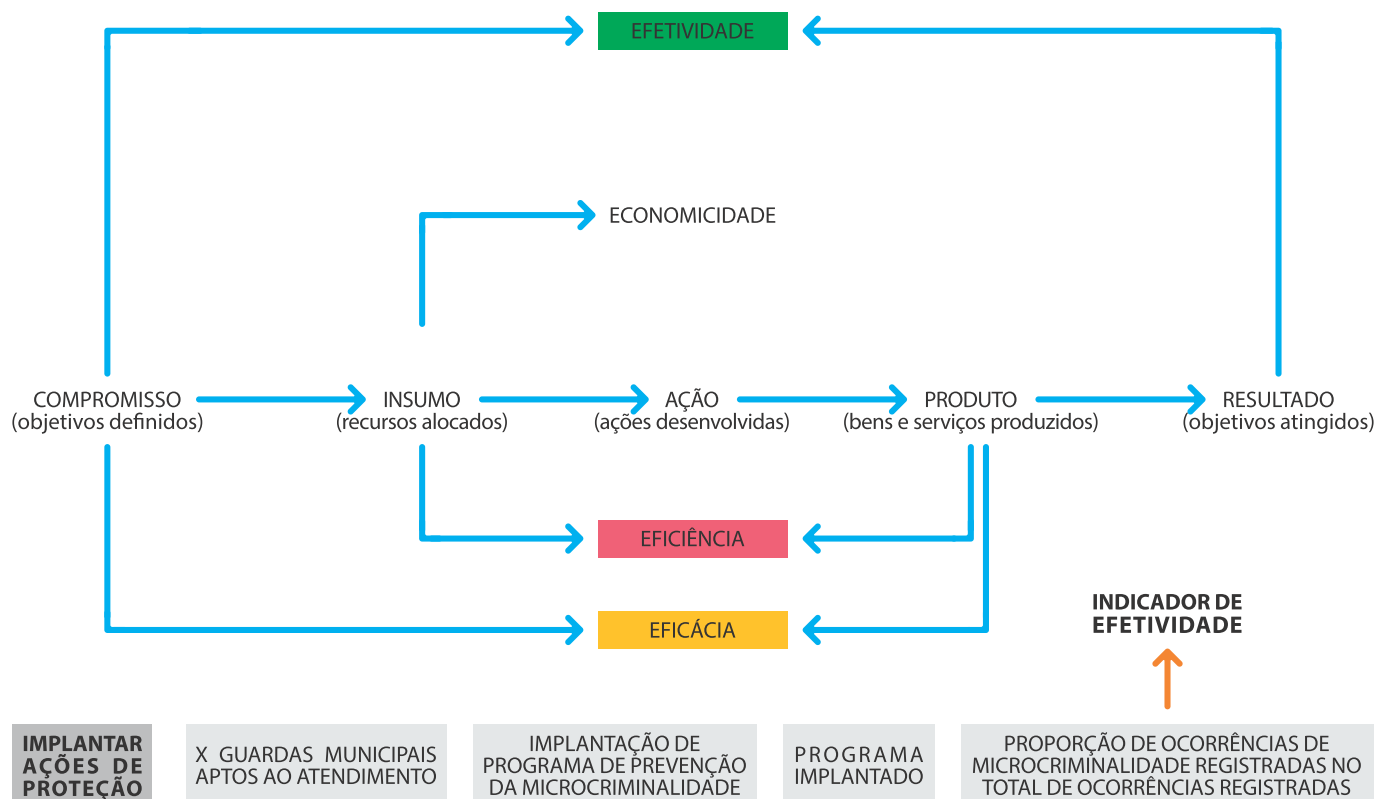 EFETIVIDADE
ECONOMICIDADE
COMPROMISSO
(objetivos definidos)
INSUMO
(recursos alocados)
AÇÃO
(ações desenvolvidas)
PRODUTO
(bens e serviços produzidos)
RESULTADO
(objetivos atingidos)
EFICIÊNCIA
EFICÁCIA
INDICADOR DE
EFETIVIDADE
IMPLANTAR
AÇÕES DE
PROTEÇÃO
X GUARDAS MUNICIPAIS
APTOS AO ATENDIMENTO
IMPLANTAÇÃO DE
PROGRAMA DE PREVENÇÃO
DA MICROCRIMINALIDADE
PROGRAMA
IMPLANTADO
PROPORÇÃO DE OCORRÊNCIAS DE
MICROCRIMINALIDADE REGISTRADAS NO
TOTAL DE OCORRÊNCIAS REGISTRADAS